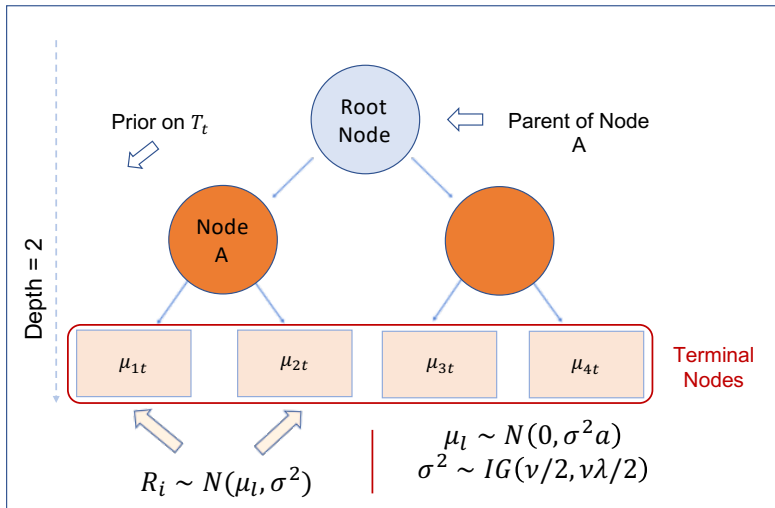 Root
Node
Prior on $T_t$
Parent of Node
A
Node
A
Depth = 2
$\mu_{1t}$
$\mu_{2t}$
$\mu_{3t}$
$\mu_{4t}$
Terminal
Nodes
$R_i \sim N(\mu_l, \sigma^2)$
$\mu_l \sim N(0, \sigma^2 a)$
$\sigma^2 \sim IG(\nu/2, \nu\lambda/2)$